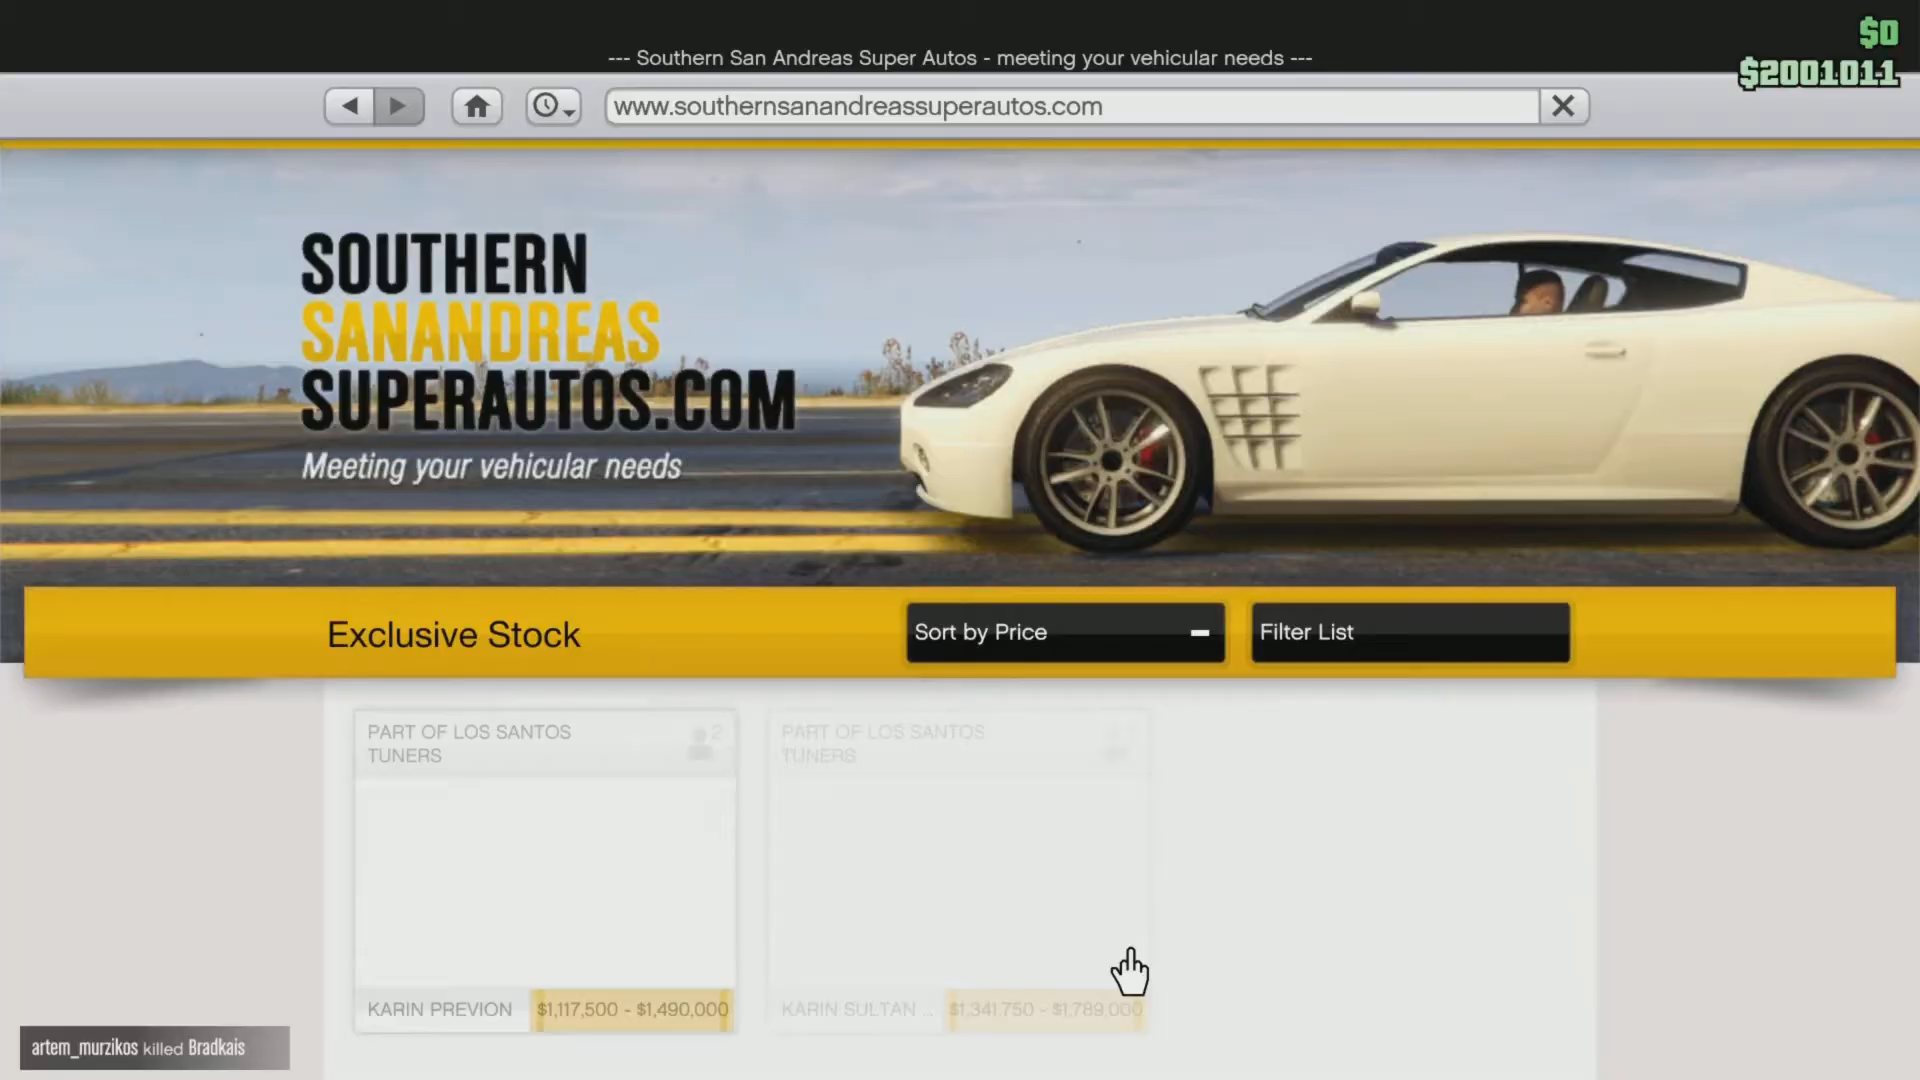 $0
--- Southern San Andreas Super Autos - meeting your vehicular needs ---
$2001011
www.southernsanandreassuperautos.com
SOUTHERN
SANANDREAS
SUPERAUTOS.COM
Meeting your vehicular needs
Exclusive Stock
Sort by Price
Filter List
PART OF LOS SANTOS
TUNERS
2
PART OF LOS SANTOS
TUNERS
KARIN PREVION
$1,117,500 - $1,490,000
KARIN SULTAN ...
$1,341,750 - $1,789,000
artem_murzikos killed Bradkais